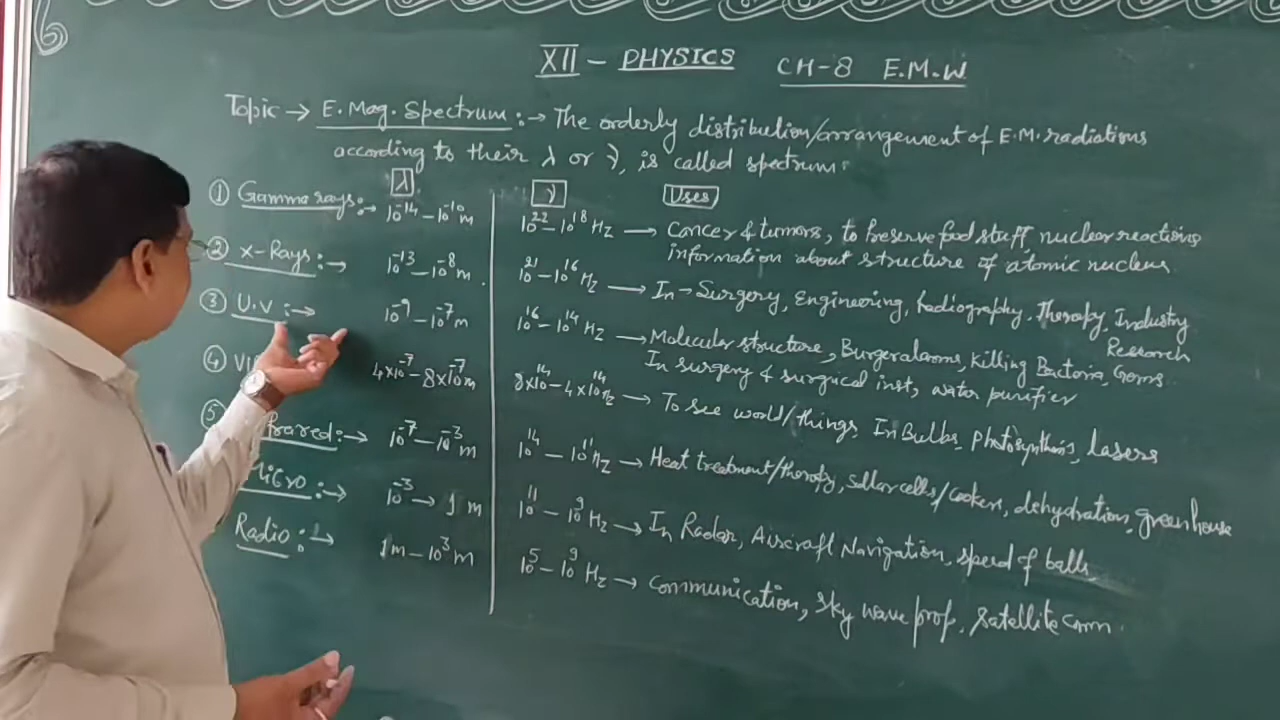 XII - PHYSICS CH-8 E.M.W
Topic → E. Mag. Spectrum :→ The orderly distribution/arrangement of E.M. radiations
according to their λ or ν, is called spectrum:
λ ν Uses
① Gamma rays :→ 10⁻¹⁴ – 10⁻¹⁰ m 10²² – 10¹⁸ Hz → Cancer & tumors, to Preserve food stuff, nuclear reactions
information about structure of atomic nucleus
② X-Rays :→ 10⁻¹³ – 10⁻⁸ m. 10²¹ – 10¹⁶ Hz → In → Surgery, Engineering, Radiography, Therapy, Industry
Research
③ U.V :→ 10⁻⁹ – 10⁻⁷ m 10¹⁶ – 10¹⁴ Hz → Molecular structure, Burgeralarms, Killing Bacteria, Germs
In surgery & surgical inst, water purifier
④ VI 4×10⁻⁷ – 8×10⁻⁷ m 8×10¹⁴ – 4×10¹⁴ Hz → To see world/things, In Bulbs, Photosynthesis, lasers
⑤ frared :→ 10⁻⁷ – 10⁻³ m 10¹⁴ – 10¹¹ Hz → Heat treatment/therapy, sollar cells/cookers, dehydration, greenhouse
Micro :→ 10⁻³ → 1 m 10¹¹ – 10⁹ Hz → In Radar, Aircraft Navigation, speed of balls
Radio :→ 1m – 10³ m 10⁵ – 10⁹ Hz → Communication, sky wave prop, satellite comm.